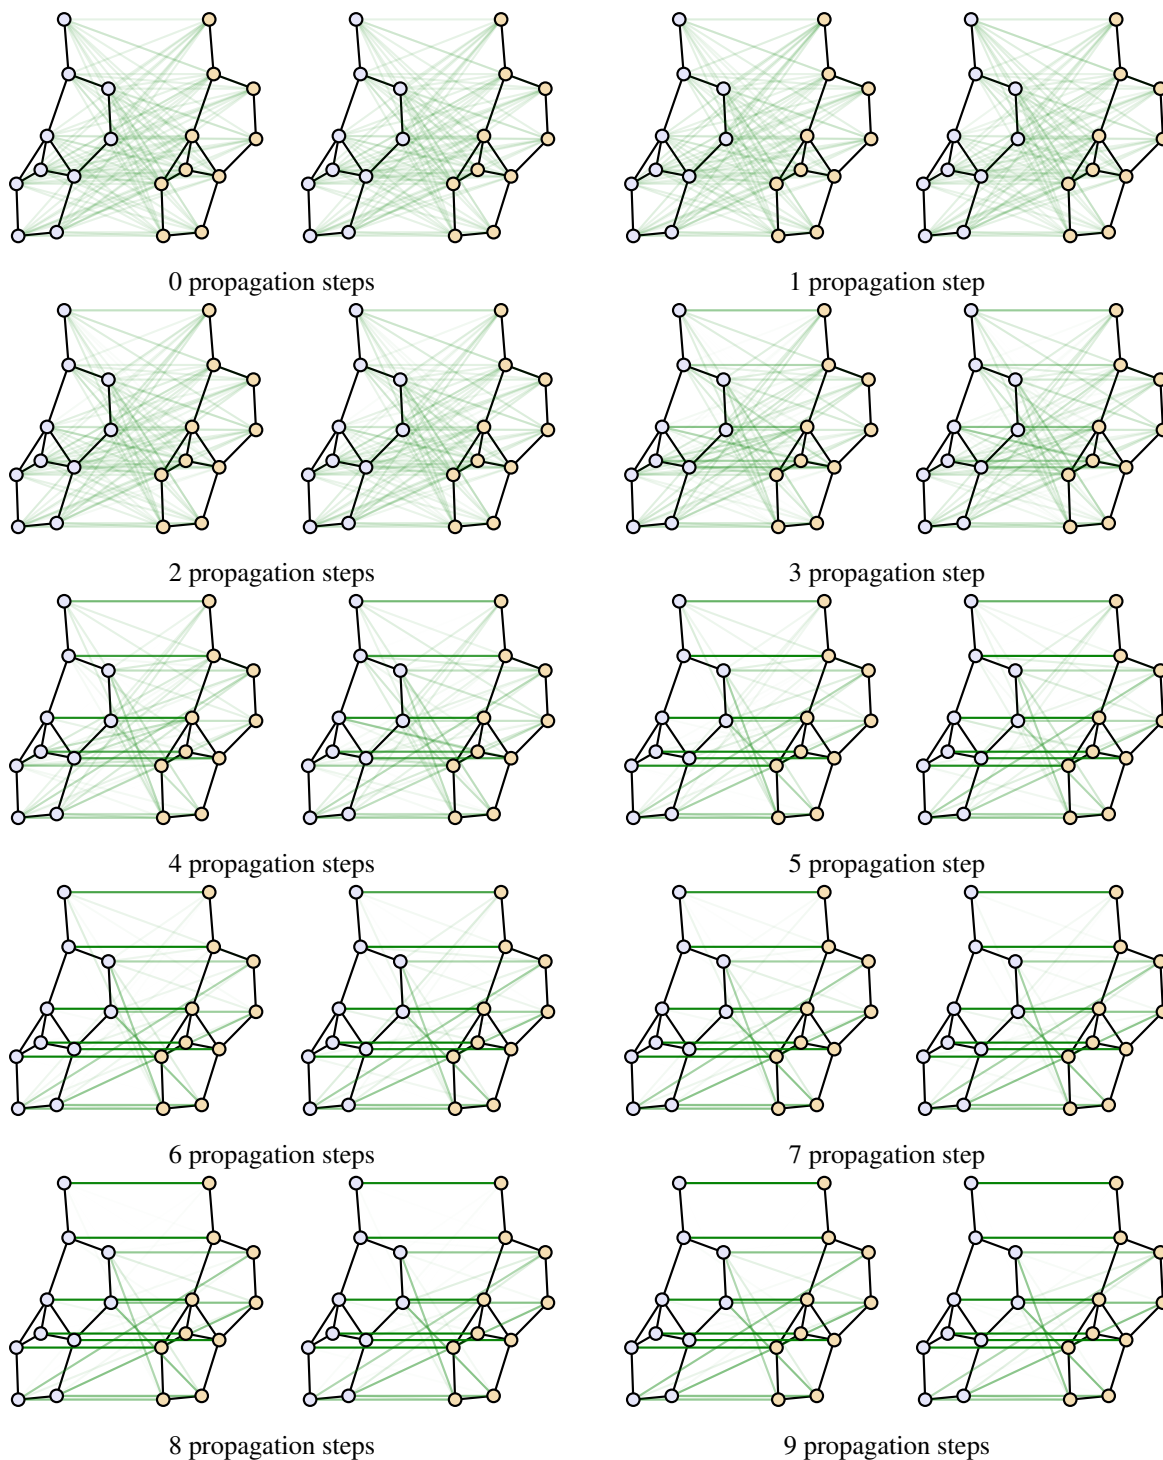 0 propagation steps
1 propagation step
2 propagation steps
3 propagation step
4 propagation steps
5 propagation step
6 propagation steps
7 propagation step
8 propagation steps
9 propagation steps